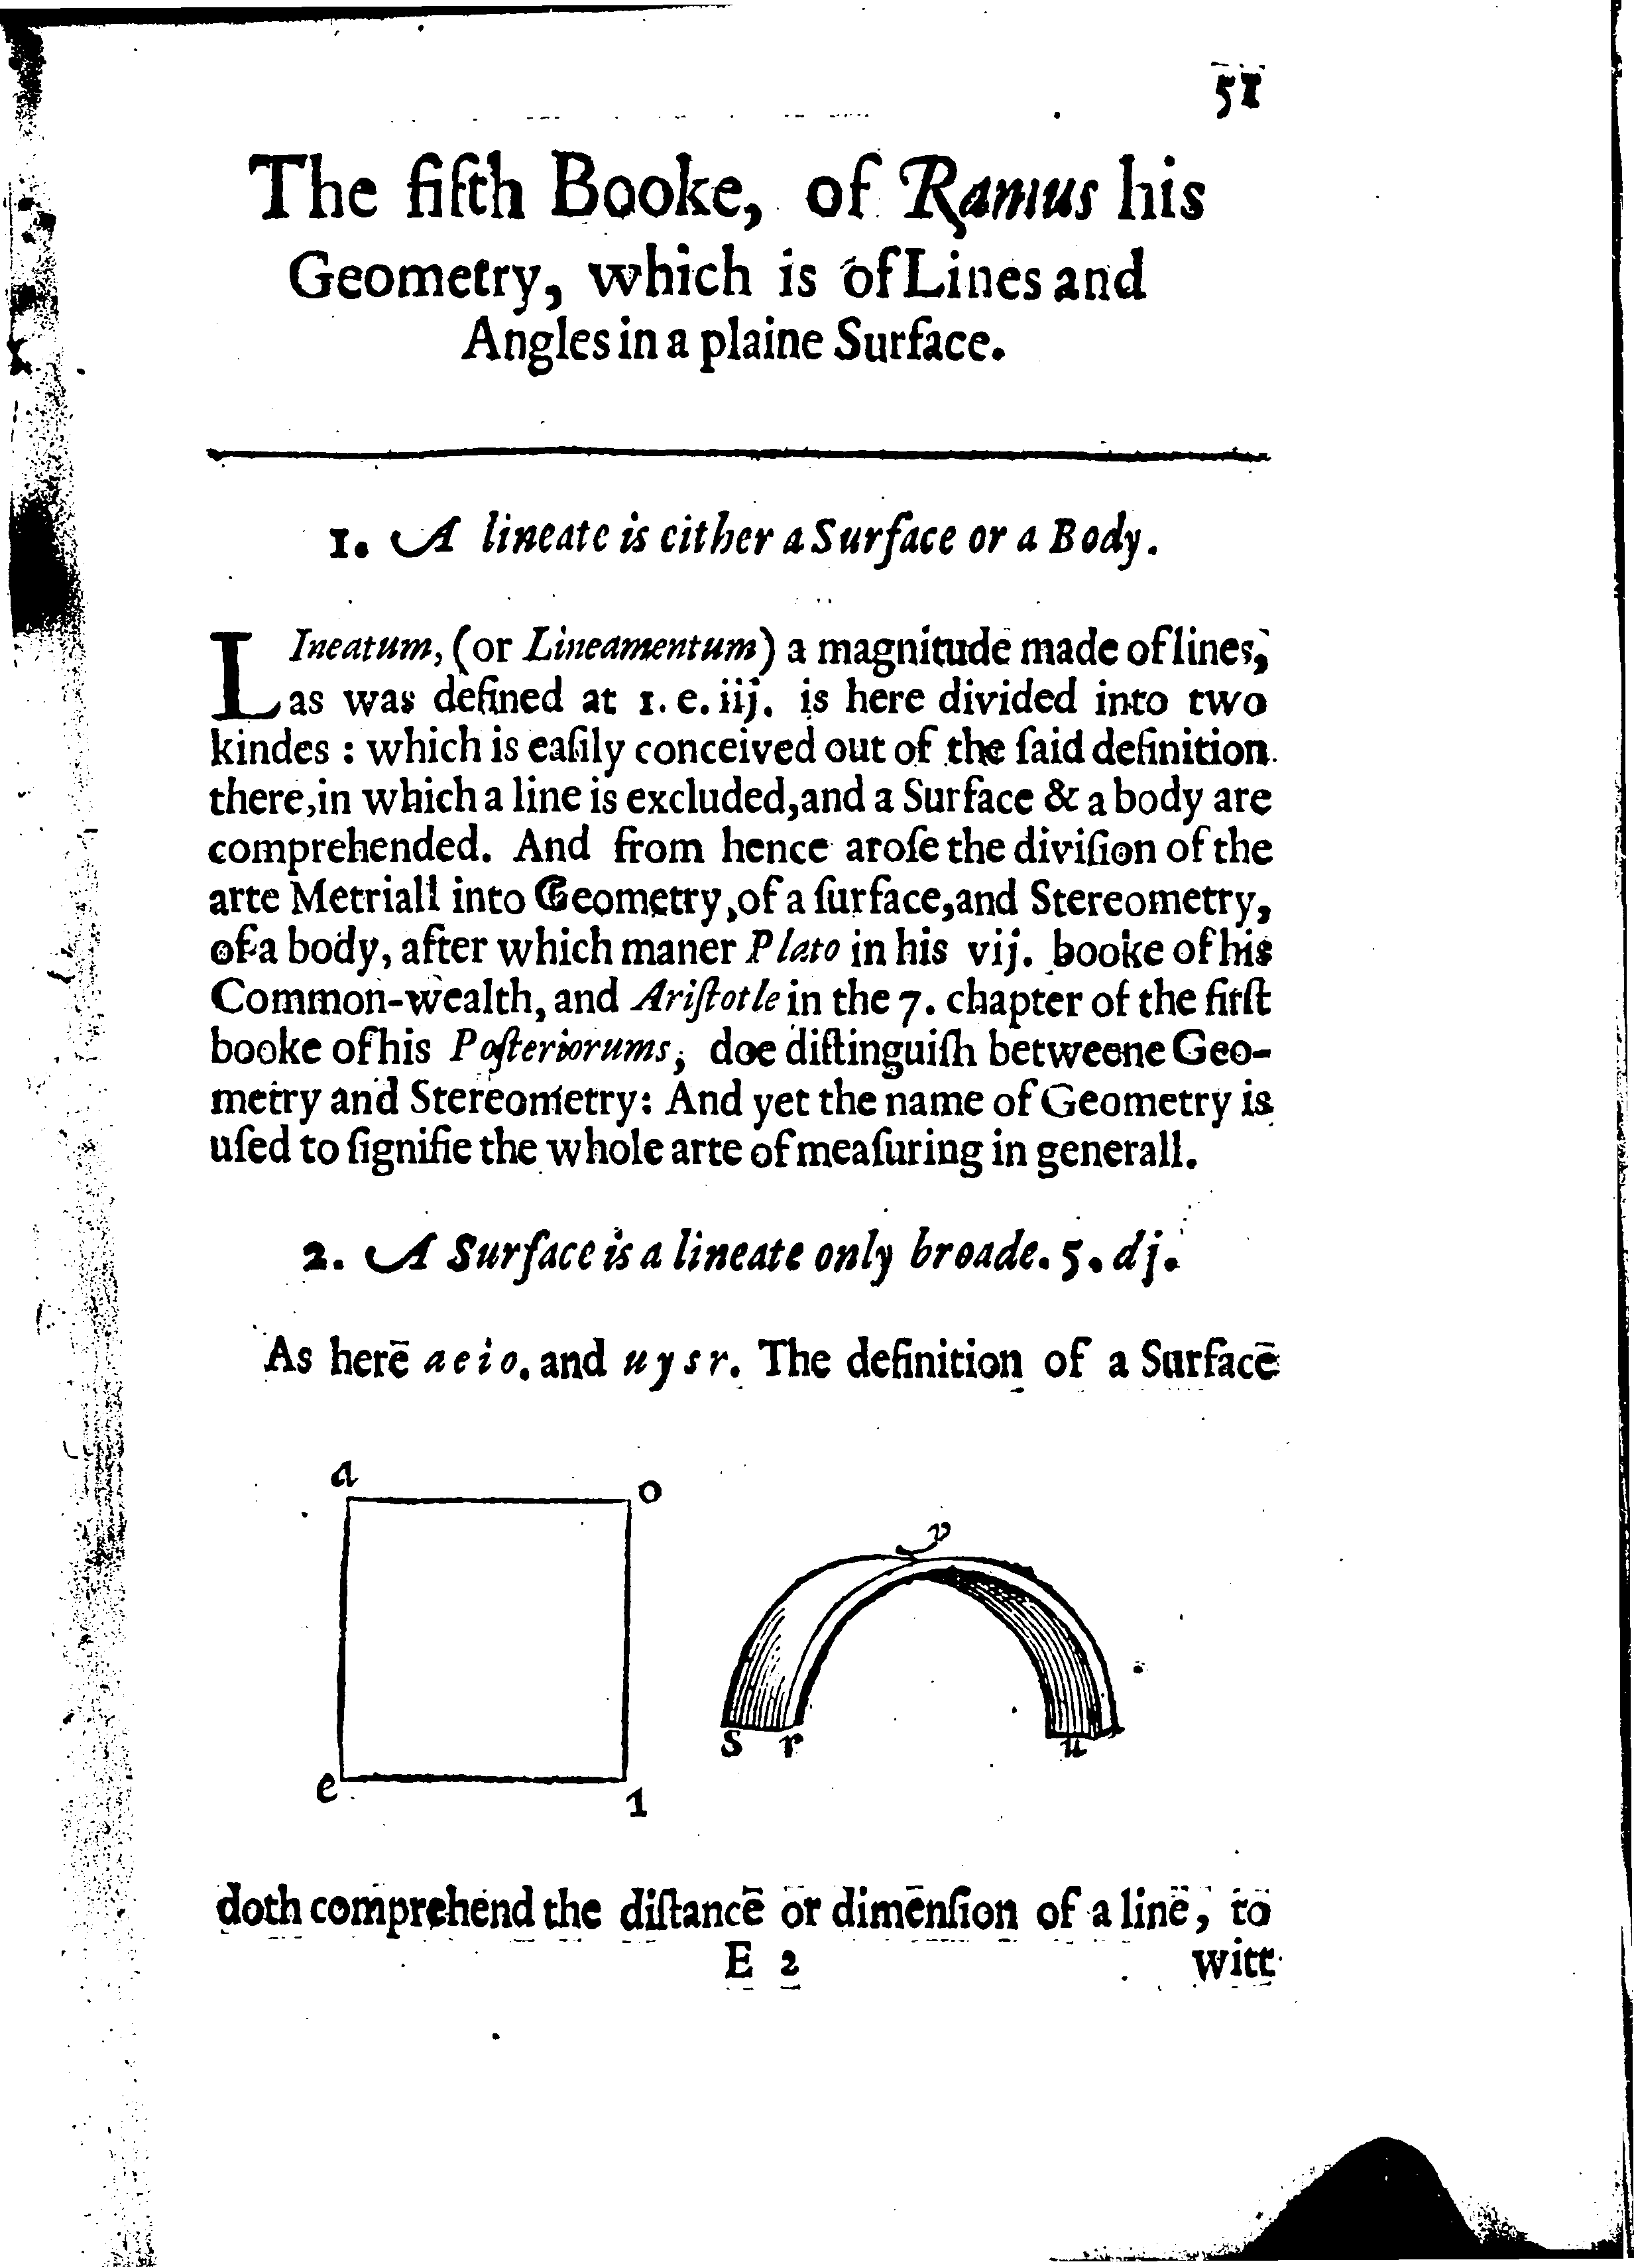 51
The fifth Booke, of Ramus his
Geometry, which is of Lines and
Angles in a plaine Surface.
1. A lineate is either a Surface or a Body.
LIneatum, (or Lineamentum) a magnitude made of lines,
as was defined at 1. e. iij. is here divided into two
kindes : which is eaſily conceived out of the ſaid definition
there, in which a line is excluded, and a Surface & a body are
comprehended. And from hence aroſe the diviſion of the
arte Metriall into Geometry, of a ſurface, and Stereometry,
of a body, after which maner Plato in his vij. booke of his
Common-wealth, and Ariſtotle in the 7. chapter of the firſt
booke of his Poſteriorums, doe diſtinguiſh betweene Geo-
metry and Stereometry: And yet the name of Geometry is
uſed to ſignifie the whole arte of meaſuring in generall.
2. A Surface is a lineate only broade. 5. dj.
As here a e i o. and u y s r. The definition of a Surface
a
o
y
s r
u
e
1
doth comprehend the diſtance or dimenſion of a line, to
E 2
witt